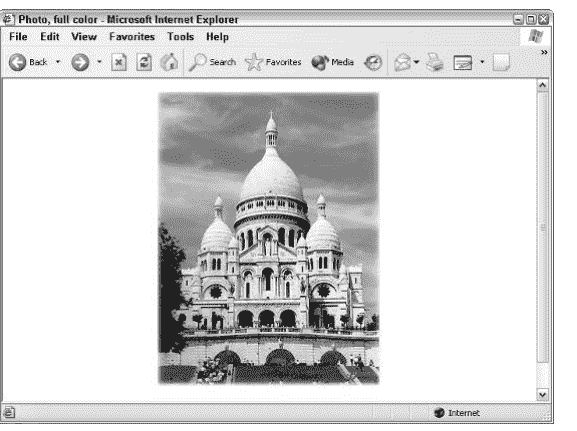 Photo, full color - Microsoft Internet Explorer
File Edit View Favorites Tools Help
Back Search Favorites Media
Internet